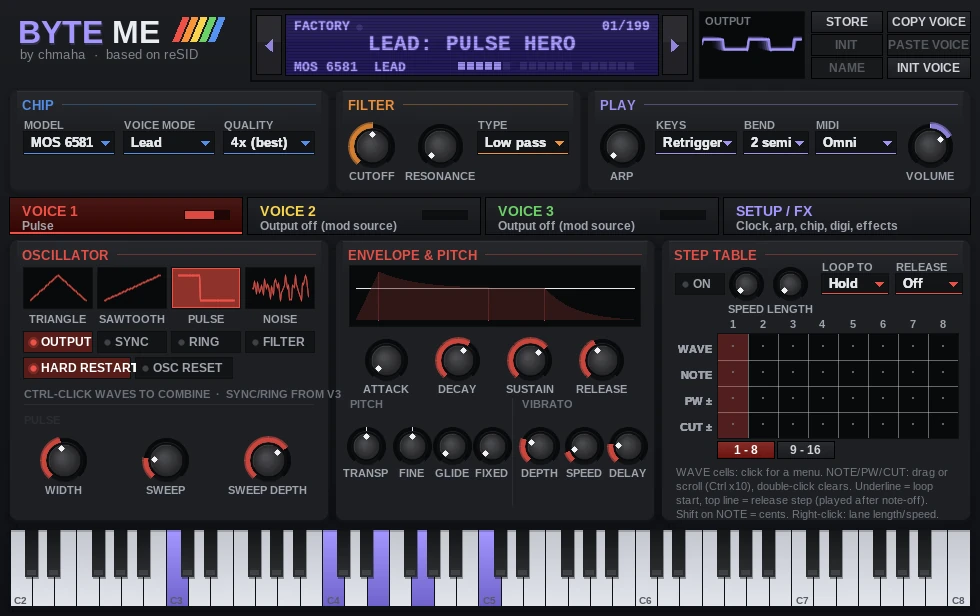 BYTE ME
by chmaha · based on reSID
FACTORY
01/199
LEAD: PULSE HERO
MOS 6581 LEAD
OUTPUT
STORE
COPY VOICE
INIT
PASTE VOICE
NAME
INIT VOICE
CHIP
MODEL
VOICE MODE
QUALITY
MOS 6581
Lead
4x (best)
FILTER
TYPE
Low pass
CUTOFF
RESONANCE
PLAY
KEYS
BEND
MIDI
Retrigger
2 semi
Omni
ARP
VOLUME
VOICE 1
Pulse
VOICE 2
Output off (mod source)
VOICE 3
Output off (mod source)
SETUP / FX
Clock, arp, chip, digi, effects
OSCILLATOR
TRIANGLE
SAWTOOTH
PULSE
NOISE
OUTPUT
SYNC
RING
FILTER
HARD RESTART
OSC RESET
CTRL-CLICK WAVES TO COMBINE · SYNC/RING FROM V3
PULSE
WIDTH
SWEEP
SWEEP DEPTH
ENVELOPE & PITCH
ATTACK
DECAY
SUSTAIN
RELEASE
PITCH
VIBRATO
TRANSP
FINE
GLIDE
FIXED
DEPTH
SPEED
DELAY
STEP TABLE
ON
SPEED
LENGTH
LOOP TO
Hold
RELEASE
Off
1 2 3 4 5 6 7 8
WAVE
NOTE
PW ±
CUT ±
1 - 8
9 - 16
WAVE cells: click for a menu. NOTE/PW/CUT: drag or
scroll (Ctrl x10), double-click clears. Underline = loop
start, top line = release step (played after note-off).
Shift on NOTE = cents. Right-click: lane length/speed.
C2 C3 C4 C5 C6 C7 C8